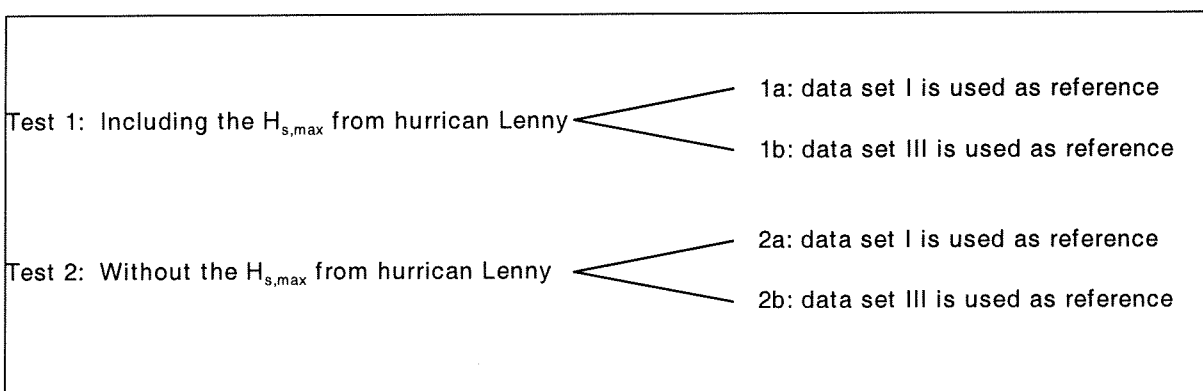 1a: data set I is used as reference
Test 1: Including the Hs,max from hurrican Lenny
1b: data set III is used as reference
2a: data set I is used as reference
Test 2: Without the Hs,max from hurrican Lenny
2b: data set III is used as reference